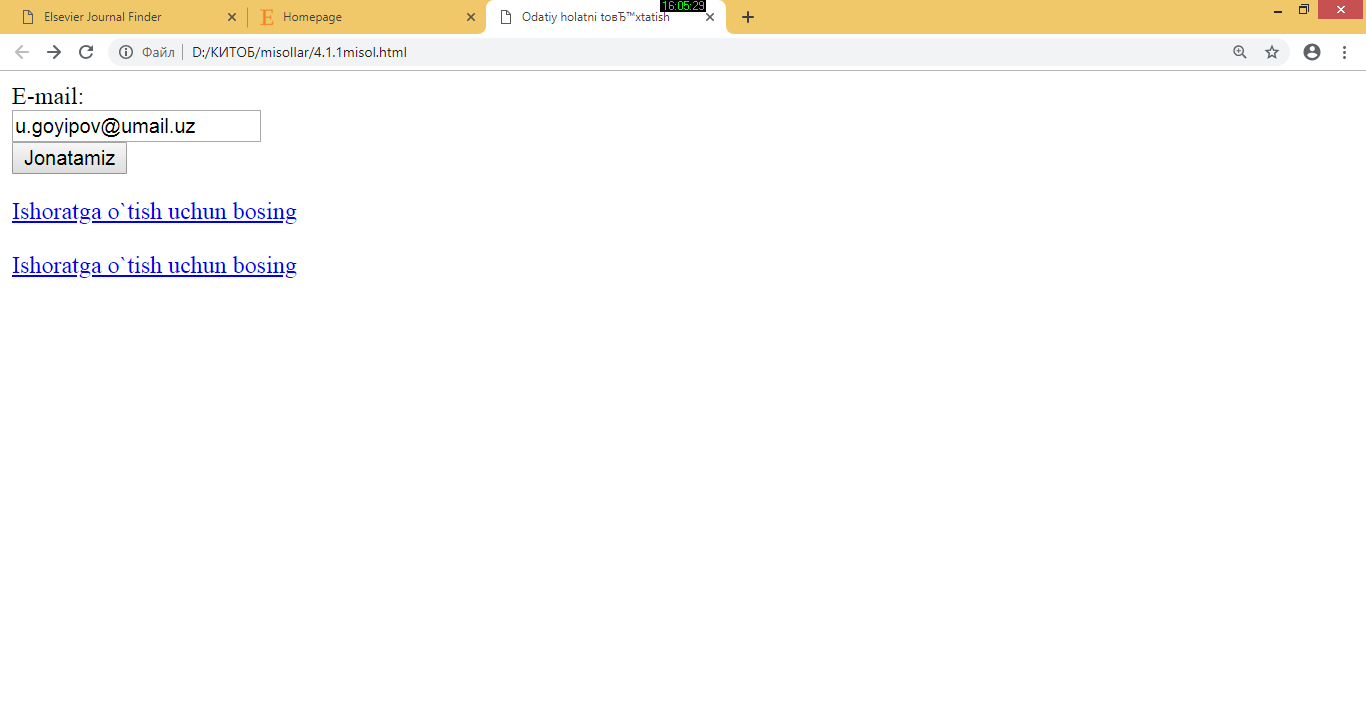 Elsevier Journal Finder
Homepage
Odatiy holatni toвЂ™xtatish
16:05:29
Файл
D:/КИТОБ/misollar/4.1.1misol.html
E-mail:
u.goyipov@umail.uz
Jonatamiz
Ishoratga o`tish uchun bosing
Ishoratga o`tish uchun bosing